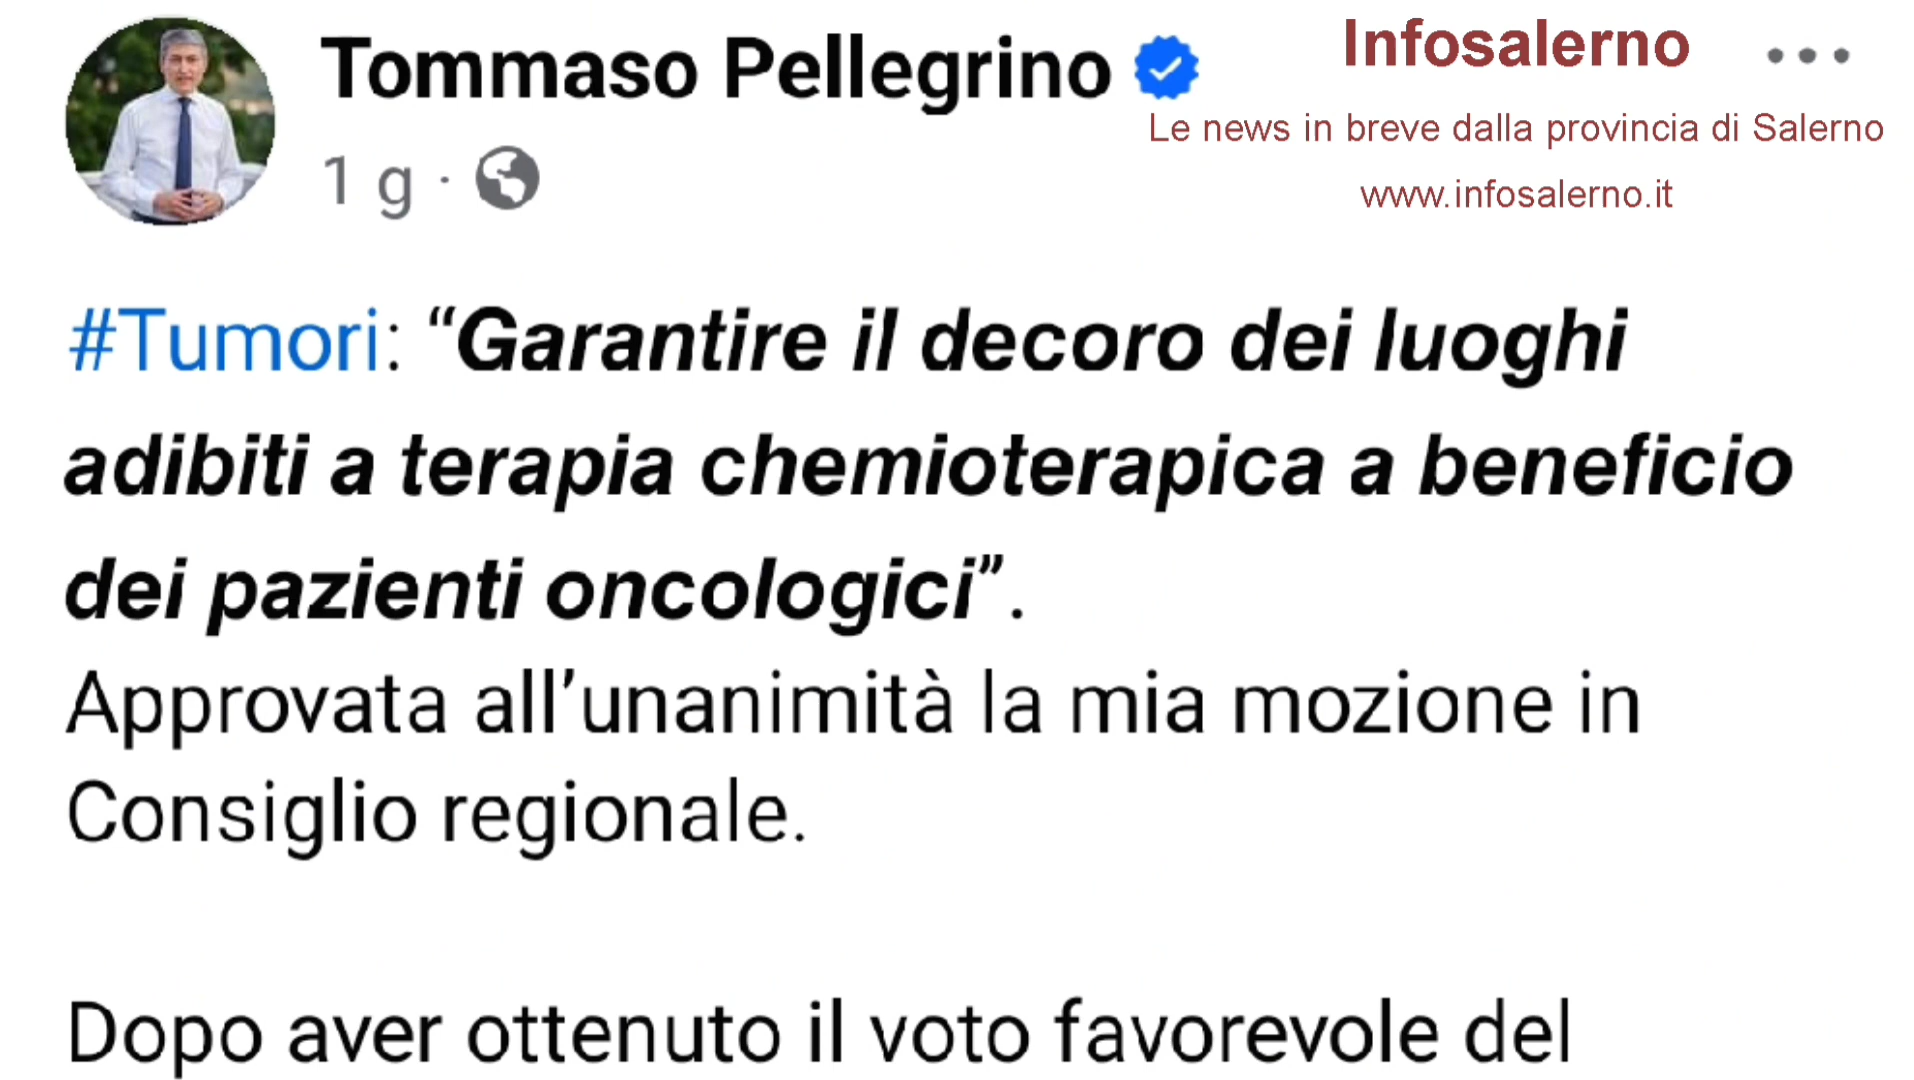 Tommaso Pellegrino
Infosalerno
Le news in breve dalla provincia di Salerno
1 g ·
www.infosalerno.it
#Tumori: “Garantire il decoro dei luoghi
adibiti a terapia chemioterapica a beneficio
dei pazienti oncologici”.
Approvata all’unanimità la mia mozione in
Consiglio regionale.
Dopo aver ottenuto il voto favorevole del